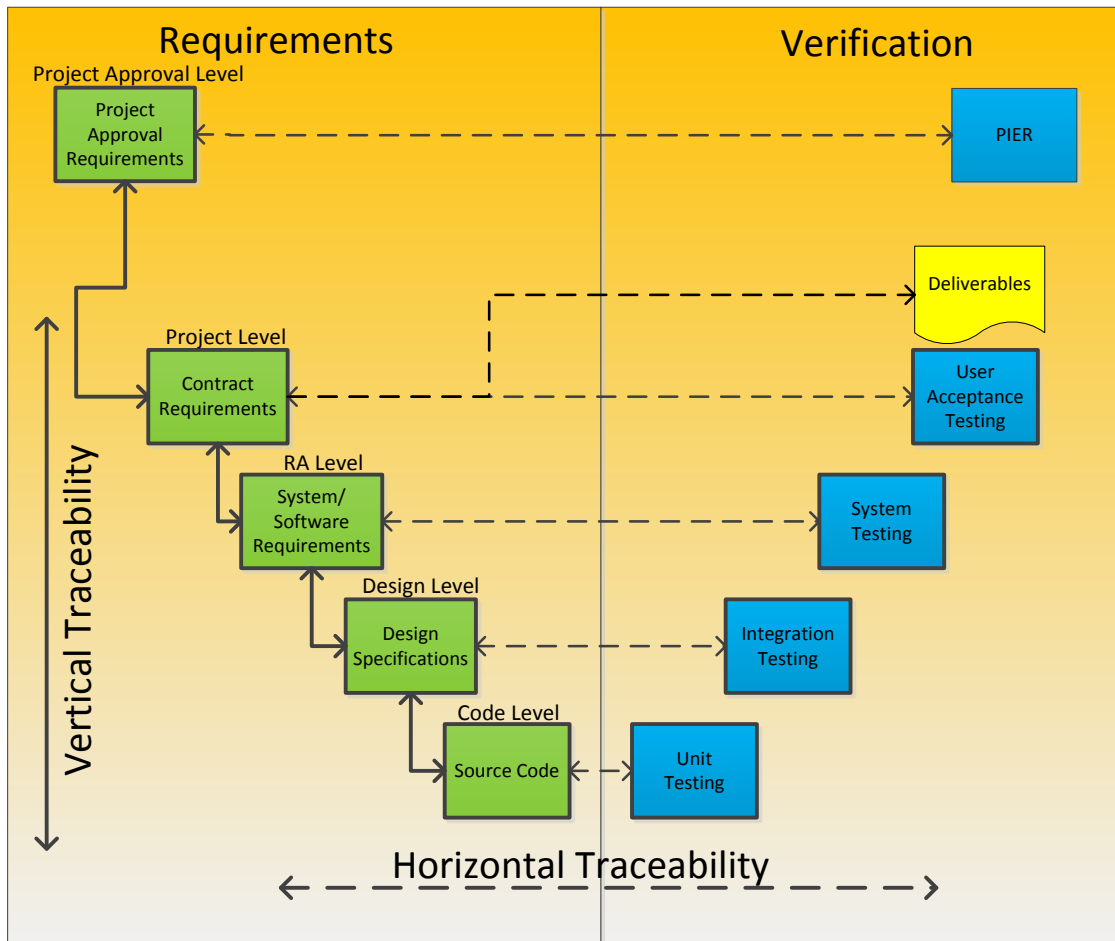 Requirements
Verification
Project Approval Level
Project
Approval
Requirements
PIER
Deliverables
Project Level
Contract
Requirements
User
Acceptance
Testing
RA Level
System/
Software
Requirements
System
Testing
Design Level
Design
Specifications
Integration
Testing
Code Level
Source Code
Unit
Testing
Vertical Traceability
Horizontal Traceability